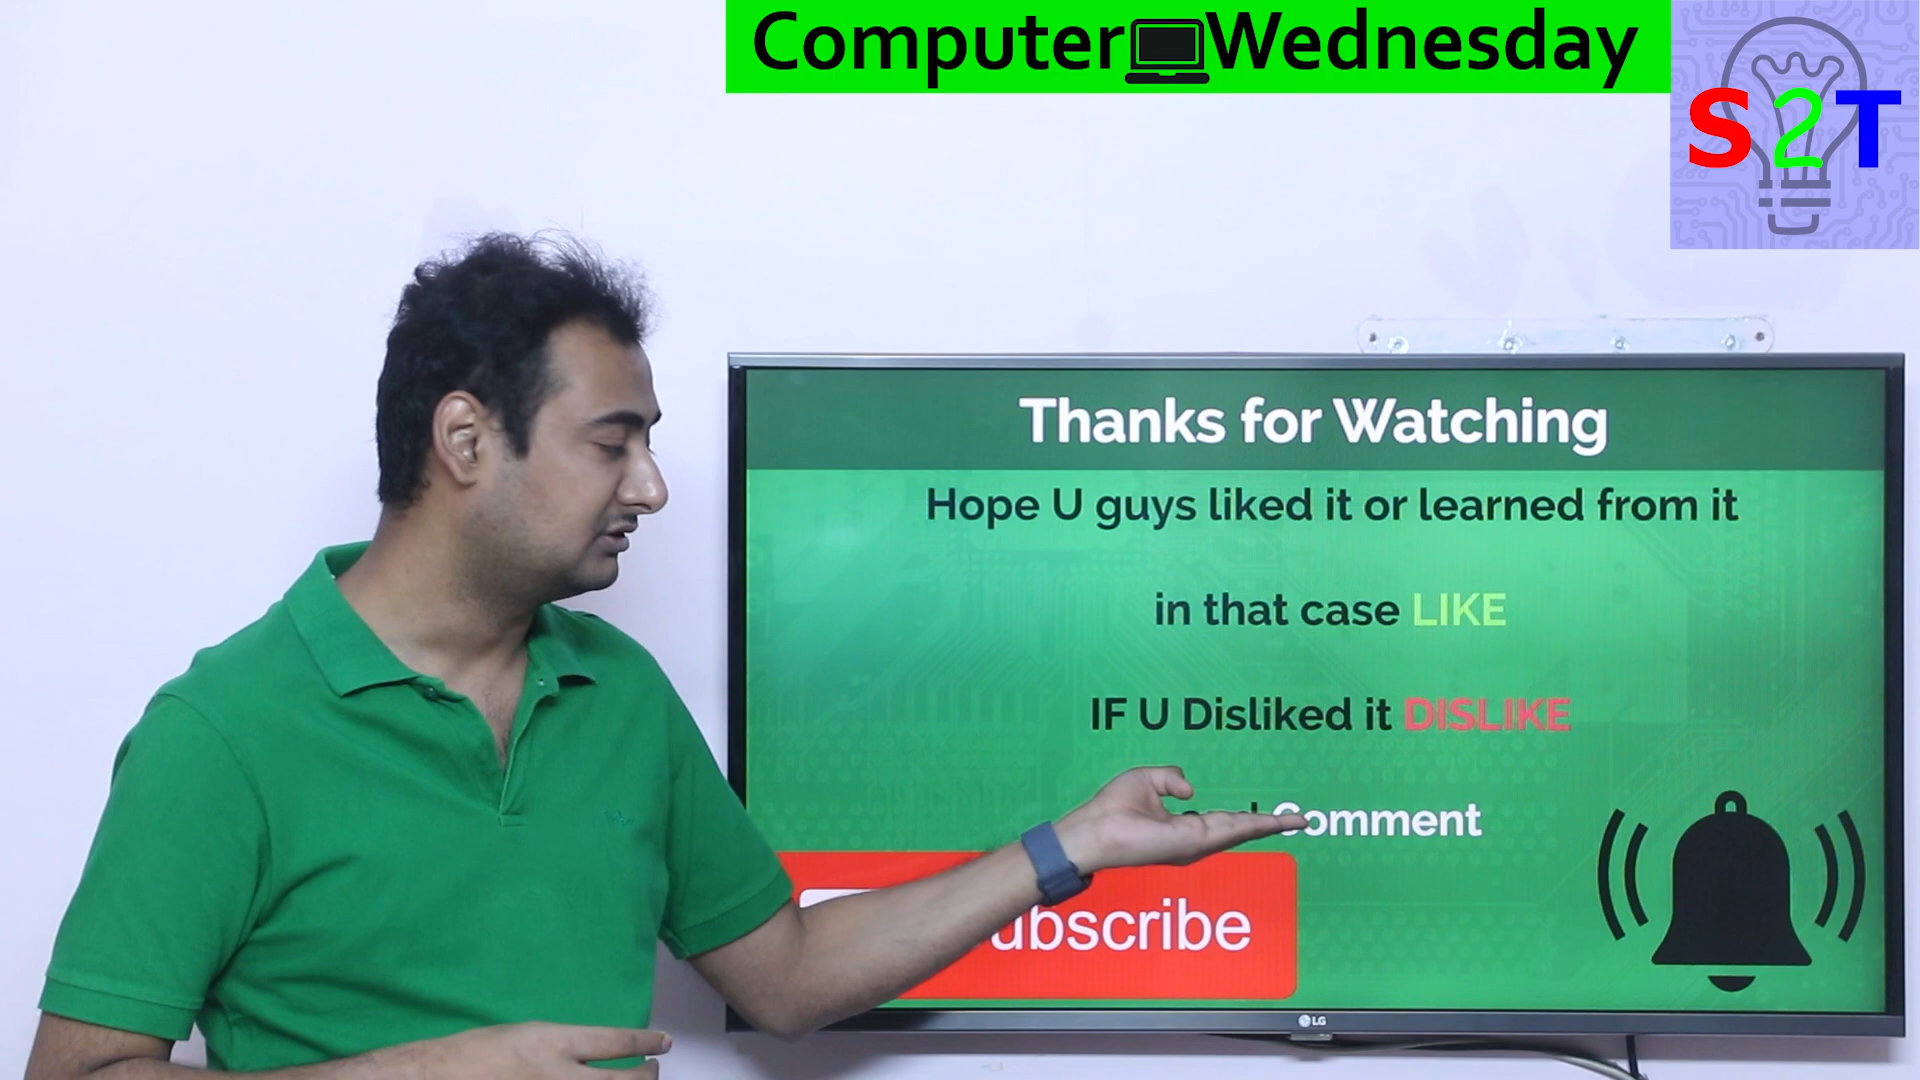 Computer Wednesday
S2T
Thanks for Watching
Hope U guys liked it or learned from it
in that case LIKE
IF U Disliked it DISLIKE
Comment
LG